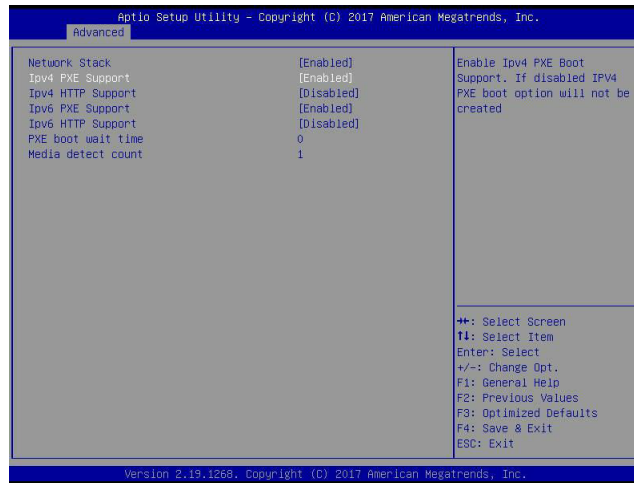 Aptio Setup Utility – Copyright (C) 2017 American Megatrends, Inc.
Advanced
Network Stack [Enabled]
Ipv4 PXE Support [Enabled]
Ipv4 HTTP Support [Disabled]
Ipv6 PXE Support [Enabled]
Ipv6 HTTP Support [Disabled]
PXE boot wait time 0
Media detect count 1
Enable Ipv4 PXE Boot
Support. If disabled IPV4
PXE boot option will not be
created
→←: Select Screen
↑↓: Select Item
Enter: Select
+/-: Change Opt.
F1: General Help
F2: Previous Values
F3: Optimized Defaults
F4: Save & Exit
ESC: Exit
Version 2.19.1268. Copyright (C) 2017 American Megatrends, Inc.